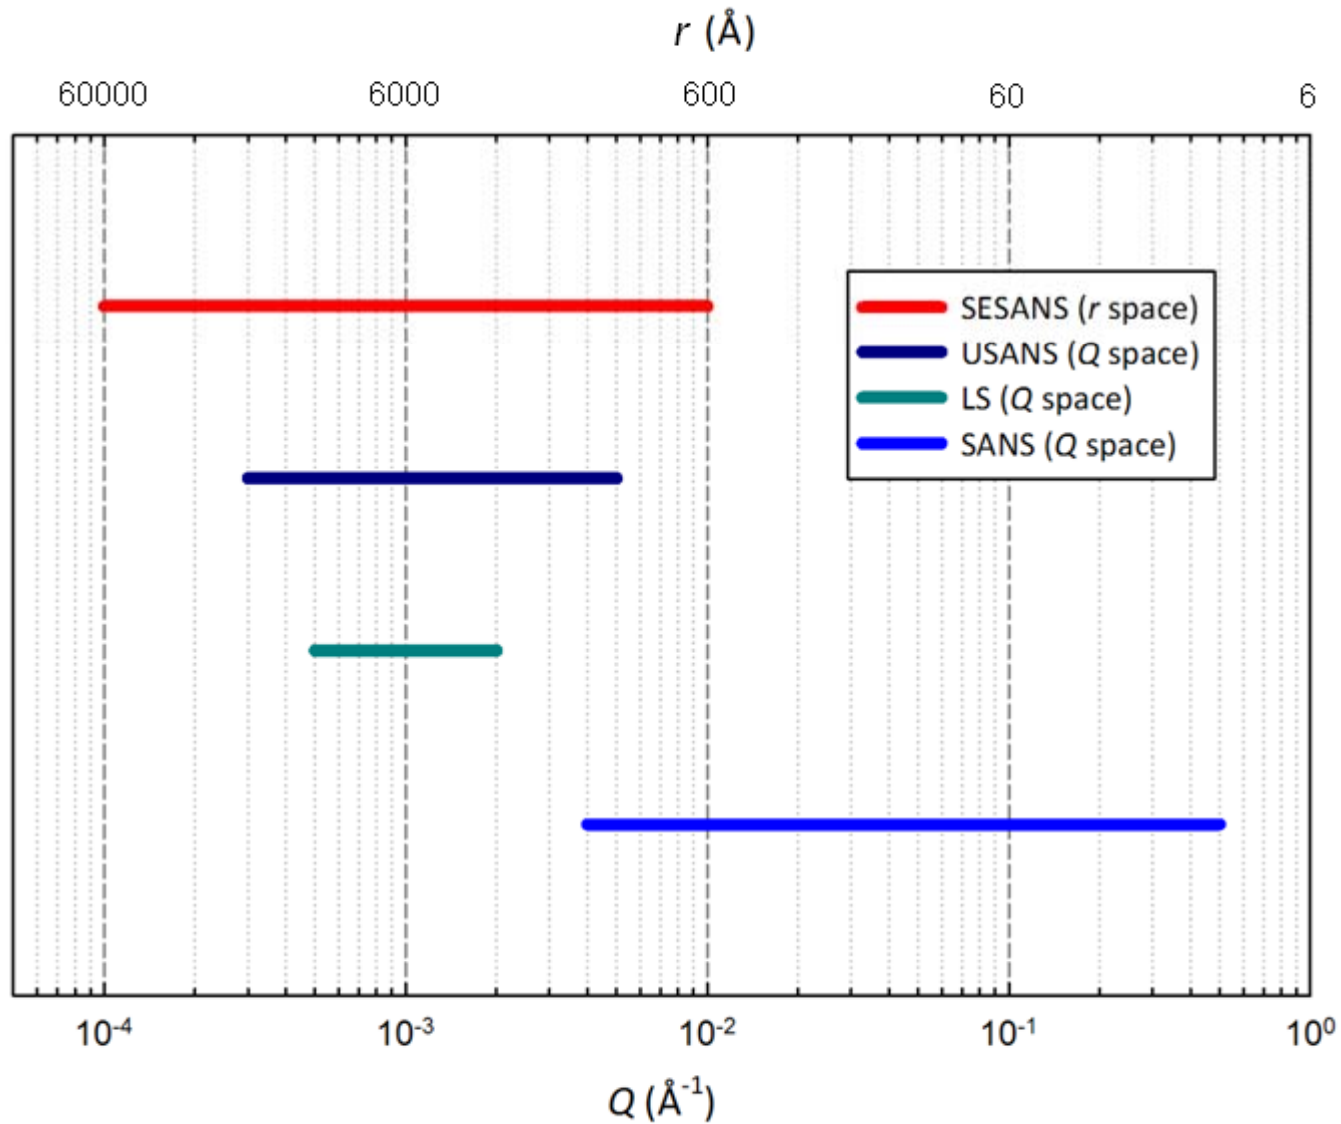 r (Å)
60000 6000 600 60 6
SESANS (r space)
USANS (Q space)
LS (Q space)
SANS (Q space)
10⁻⁴ 10⁻³ 10⁻² 10⁻¹ 10⁰
Q (Å⁻¹)